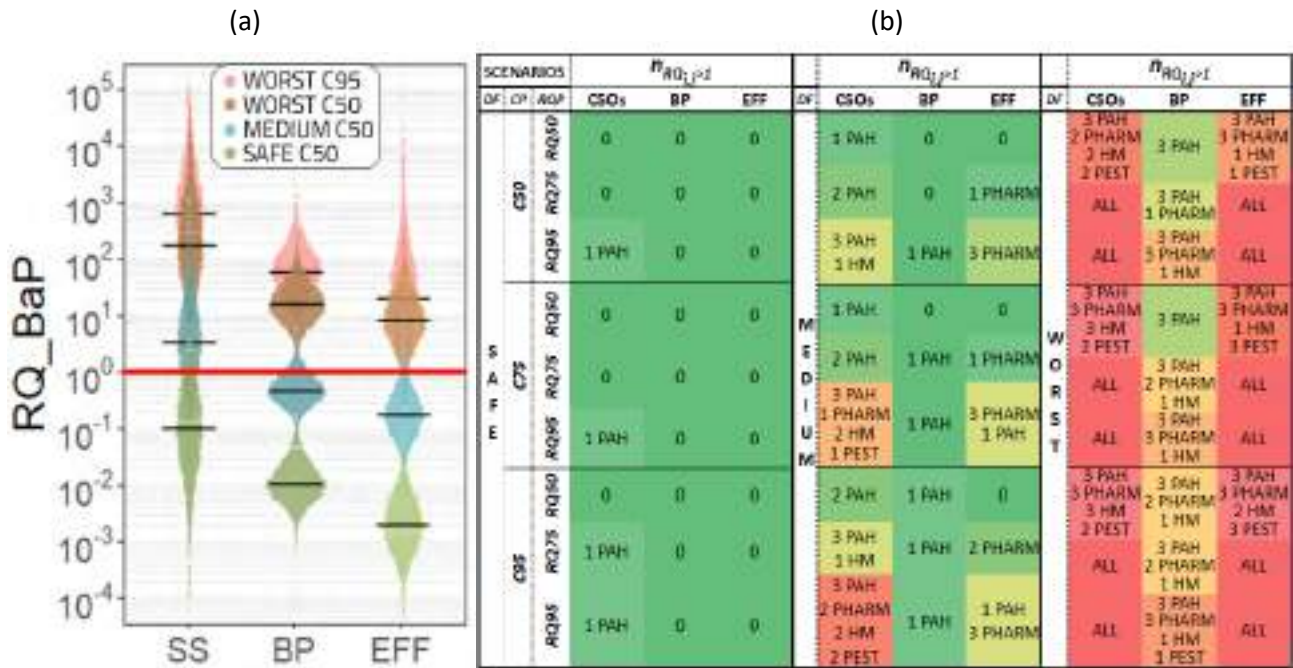 (a)
(b)
RQ_BaP
10^5
10^4
10^3
10^2
10^1
10^0
10^-1
10^-2
10^-3
10^-4
WORST C95
WORST C50
MEDIUM C50
SAFE C50
SS BP EFF
SCENARIOS
n_RQi,j>1
n_RQi,j>1
n_RQi,j>1
DF CP RQP CSOs BP EFF
DF CSOs BP EFF
DF CSOs BP EFF
SAFE
C50
RQ50 0 0 0
RQ75 0 0 0
RQ95 1 PAH 0 0
C75
RQ50 0 0 0
RQ75 0 0 0
RQ95 1 PAH 0 0
C95
RQ50 0 0 0
RQ75 1 PAH 0 0
RQ95 1 PAH 0 0
MEDIUM
1 PAH 0 0
2 PAH 0 1 PHARM
3 PAH
1 HM
1 PAH
3 PHARM
1 PAH 0 0
2 PAH 1 PAH 1 PHARM
3 PAH
1 PHARM
2 HM
1 PEST
1 PAH
3 PHARM
1 PAH
2 PAH 1 PAH 0
3 PAH
1 HM
1 PAH
2 PHARM
3 PAH
2 PHARM
2 HM
2 PEST
1 PAH
1 PAH
3 PHARM
WORST
3 PAH
2 PHARM
2 HM
2 PEST
3 PAH
3 PAH
3 PHARM
1 HM
1 PEST
ALL
3 PAH
1 PHARM
ALL
ALL
3 PAH
3 PHARM
1 HM
ALL
3 PAH
3 PHARM
3 HM
2 PEST
3 PAH
3 PAH
3 PHARM
1 HM
3 PEST
ALL
3 PAH
2 PHARM
1 HM
ALL
ALL
3 PAH
3 PHARM
1 HM
ALL
3 PAH
3 PHARM
3 HM
2 PEST
3 PAH
2 PHARM
1 HM
3 PAH
3 PHARM
2 HM
3 PEST
ALL
3 PAH
2 PHARM
1 HM
ALL
ALL
3 PAH
3 PHARM
1 HM
1 PEST
ALL